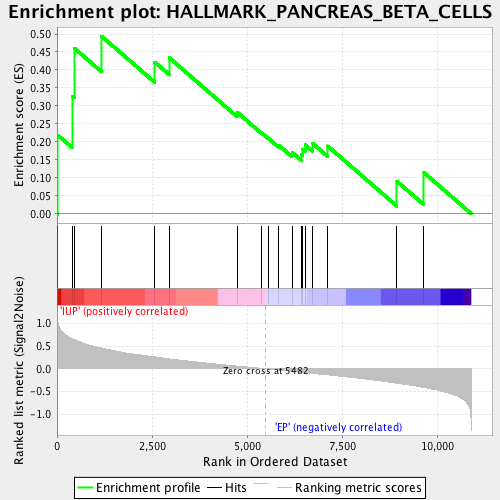 Enrichment plot: HALLMARK_PANCREAS_BETA_CELLS
Enrichment score (ES)
0.50
0.45
0.40
0.35
0.30
0.25
0.20
0.15
0.10
0.05
0.00
'IUP' (positively correlated)
Ranked list metric (Signal2Noise)
1.0
0.5
0.0
-0.5
-1.0
Zero cross at 5482
'EP' (negatively correlated)
0 2,500 5,000 7,500 10,000
Rank in Ordered Dataset
Enrichment profile Hits Ranking metric scores